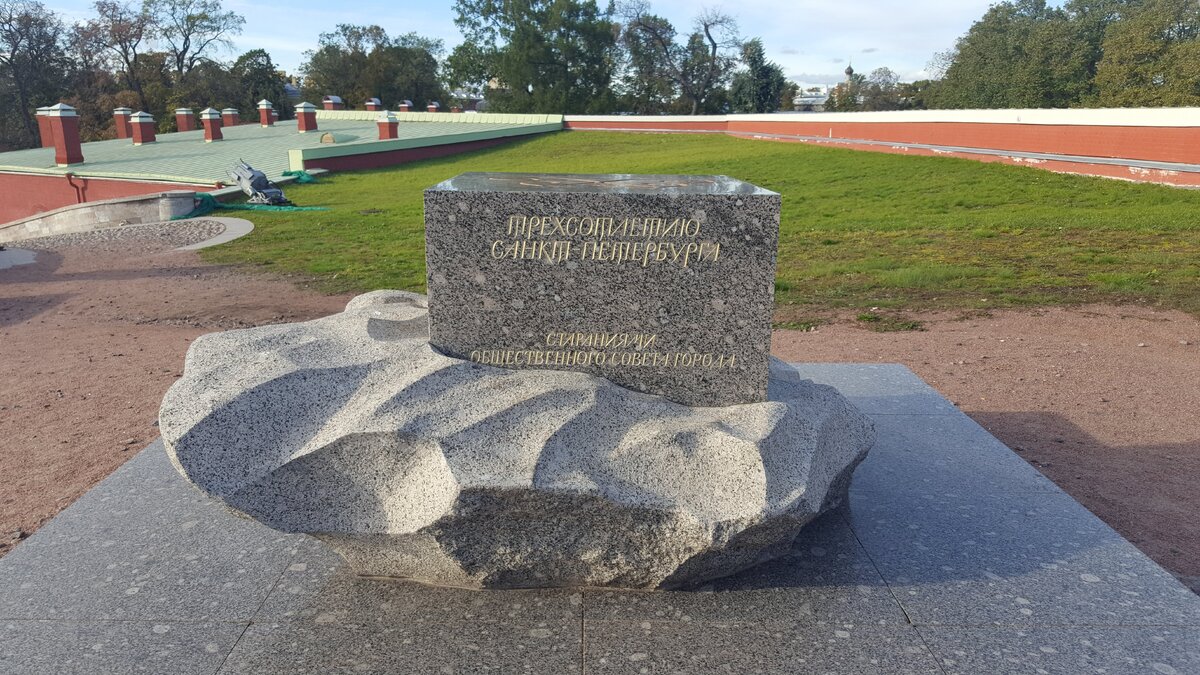 ТРЕХСОТЛЕТИЮ
САНКТ ПЕТЕРБУРГА
СТАРАНИЯМИ
ОБЩЕСТВЕННОГО СОВЕТА ГОРОДА